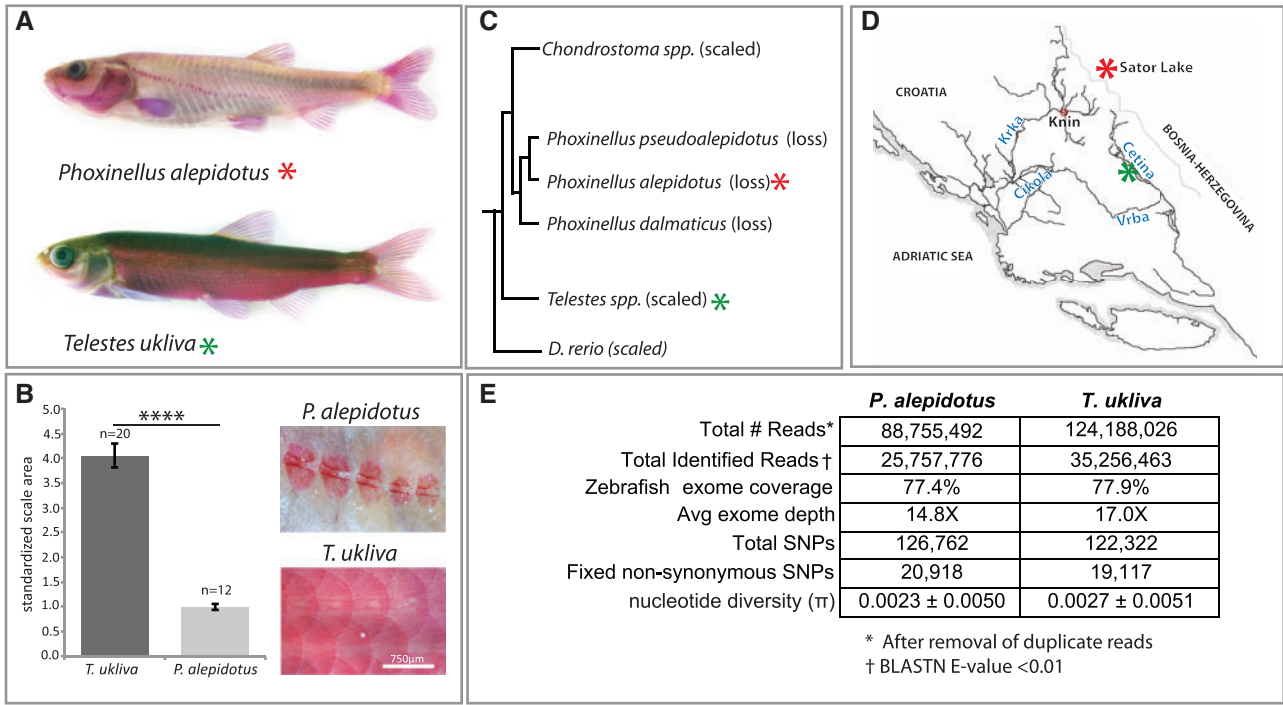 A
Phoxinellus alepidotus *
Telestes ukliva *
B
standardized scale area
5.0
4.5
4.0
3.5
3.0
2.5
2.0
1.5
1.0
0.5
0.0
n=20
****
n=12
T. ukliva
P. alepidotus
P. alepidotus
T. ukliva
750µm
C
Chondrostoma spp. (scaled)
Phoxinellus pseudoalepidotus (loss)
Phoxinellus alepidotus (loss) *
Phoxinellus dalmaticus (loss)
Telestes spp. (scaled) *
D. rerio (scaled)
D
* Sator Lake
CROATIA
Knin
Krka
BOSNIA-HERZEGOVINA
Cetina
*
Cikola
Vrba
ADRIATIC SEA
E
P. alepidotus T. ukliva
Total # Reads* 88,755,492 124,188,026
Total Identified Reads † 25,757,776 35,256,463
Zebrafish exome coverage 77.4% 77.9%
Avg exome depth 14.8X 17.0X
Total SNPs 126,762 122,322
Fixed non-synonymous SNPs 20,918 19,117
nucleotide diversity (π) 0.0023 ± 0.0050 0.0027 ± 0.0051
* After removal of duplicate reads
† BLASTN E-value <0.01